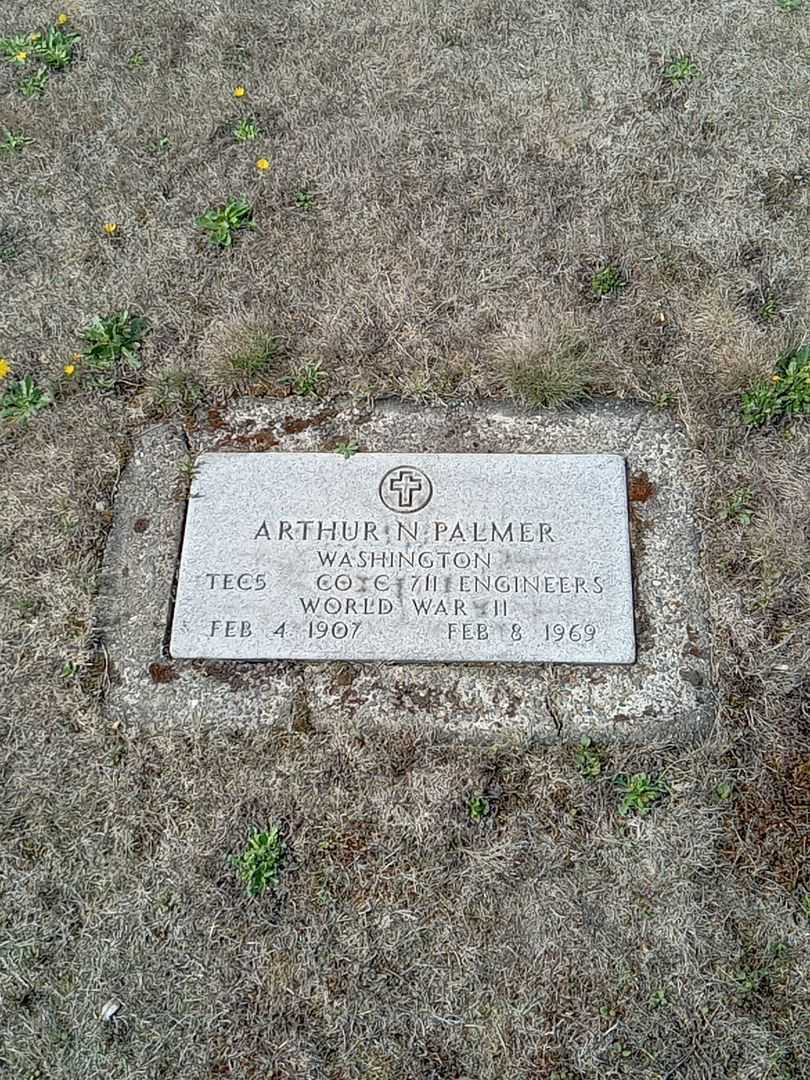 ARTHUR N PALMER
WASHINGTON
TEC5 CO C 711 ENGINEERS
WORLD WAR II
FEB 4 1907 FEB 8 1969